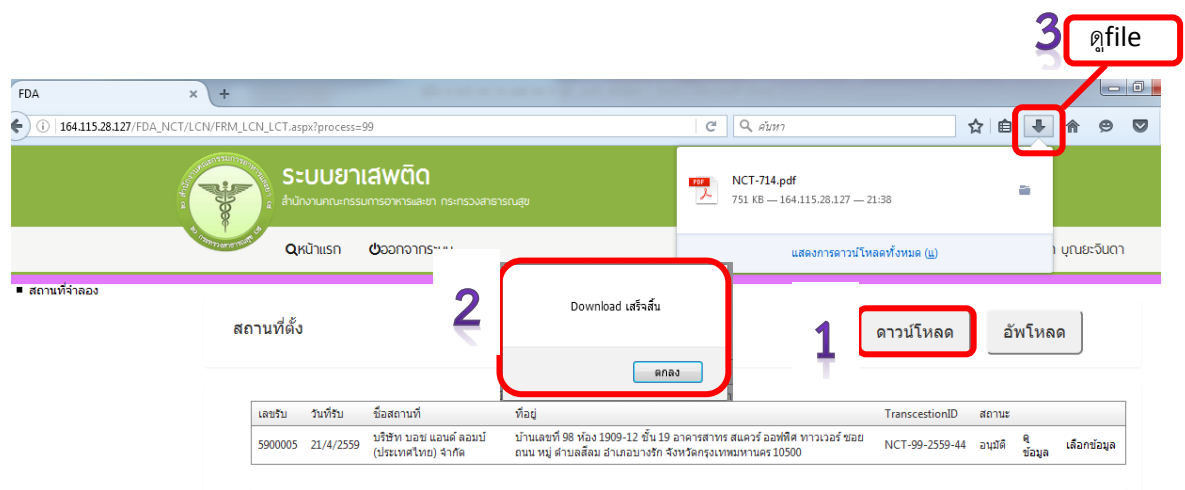 3 ดูfile
FDA × +
164.115.28.127/FDA_NCT/LCN/FRM_LCN_LCT.aspx?process=99
ค้นหา
ระบบยาเสพติด
สำนักงานคณะกรรมการอาหารและยา กระทรวงสาธารณสุข
PDF
NCT-714.pdf
751 KB — 164.115.28.127 — 21:38
แสดงการดาวน์โหลดทั้งหมด (แ)
หน้าแรก ออกจากระบบ
บุณยะจินดา
สถานที่จำลอง
2
Download เสร็จสิ้น
ตกลง
สถานที่ตั้ง
1
ดาวน์โหลด อัพโหลด
เลขรับ วันที่รับ ชื่อสถานที่ ที่อยู่ TranscestionID สถานะ
5900005 21/4/2559 บริษัท บอช แอนด์ ลอมบ์ (ประเทศไทย) จำกัด บ้านเลขที่ 98 ห้อง 1909-12 ชั้น 19 อาคารสาทร สแควร์ ออฟฟิศ ทาวเวอร์ ซอย ถนน หมู่ ตำบลสีลม อำเภอบางรัก จังหวัดกรุงเทพมหานคร 10500 NCT-99-2559-44 อนุมัติ ดูข้อมูล เลือกข้อมูล